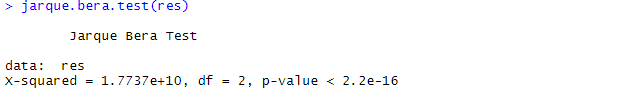 > jarque.bera.test(res)
Jarque Bera Test
data:  res
X-squared = 1.7737e+10, df = 2, p-value < 2.2e-16